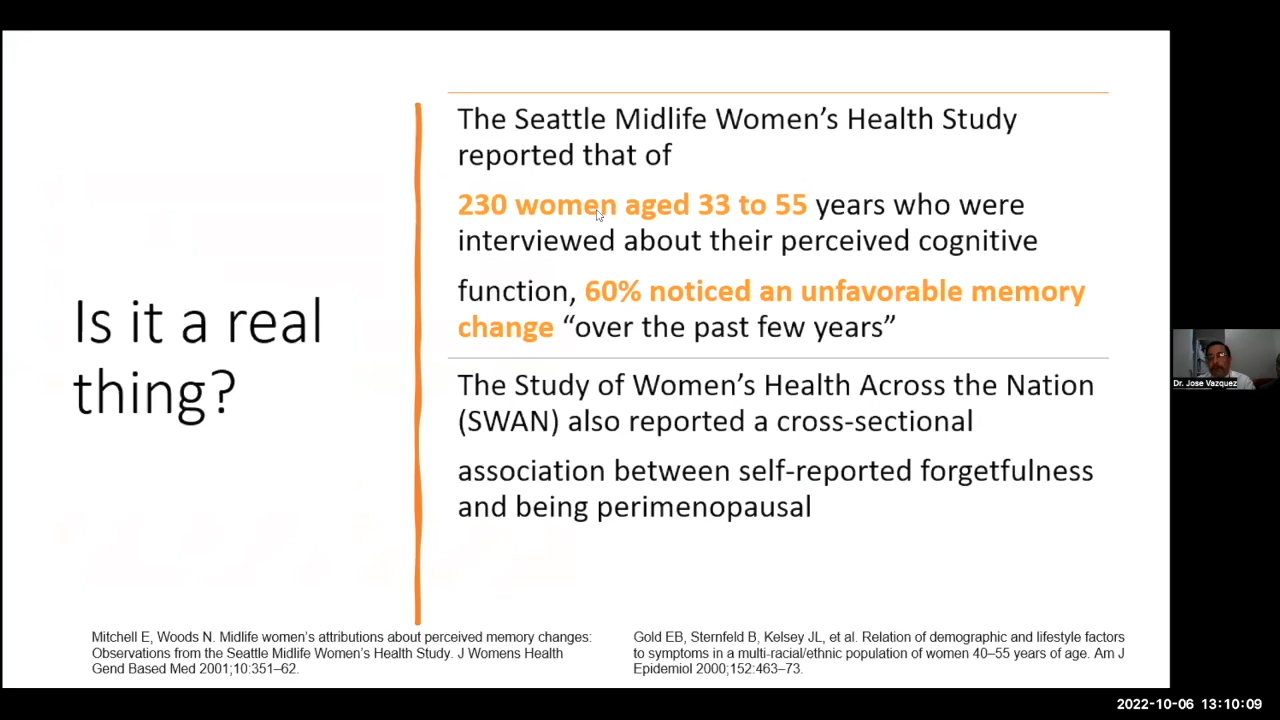 Is it a real
thing?
The Seattle Midlife Women’s Health Study
reported that of
230 women aged 33 to 55 years who were
interviewed about their perceived cognitive
function, 60% noticed an unfavorable memory
change “over the past few years”
The Study of Women’s Health Across the Nation
(SWAN) also reported a cross-sectional
association between self-reported forgetfulness
and being perimenopausal
Mitchell E, Woods N. Midlife women’s attributions about perceived memory changes:
Observations from the Seattle Midlife Women’s Health Study. J Womens Health
Gend Based Med 2001;10:351–62.
Gold EB, Sternfeld B, Kelsey JL, et al. Relation of demographic and lifestyle factors
to symptoms in a multi-racial/ethnic population of women 40–55 years of age. Am J
Epidemiol 2000;152:463–73.
Dr. Jose Vazquez
2022-10-06 13:10:09